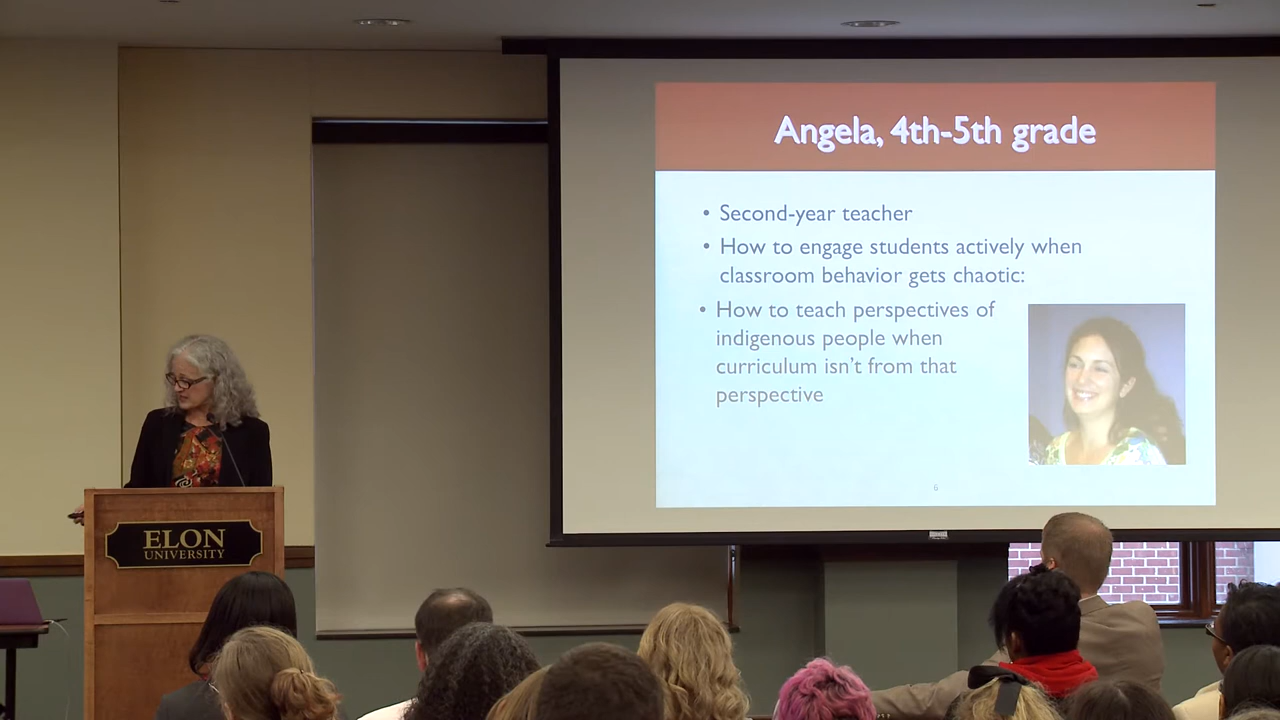 Angela, 4th-5th grade
• Second-year teacher
• How to engage students actively when
classroom behavior gets chaotic:
• How to teach perspectives of
indigenous people when
curriculum isn't from that
perspective
6
ELON
UNIVERSITY